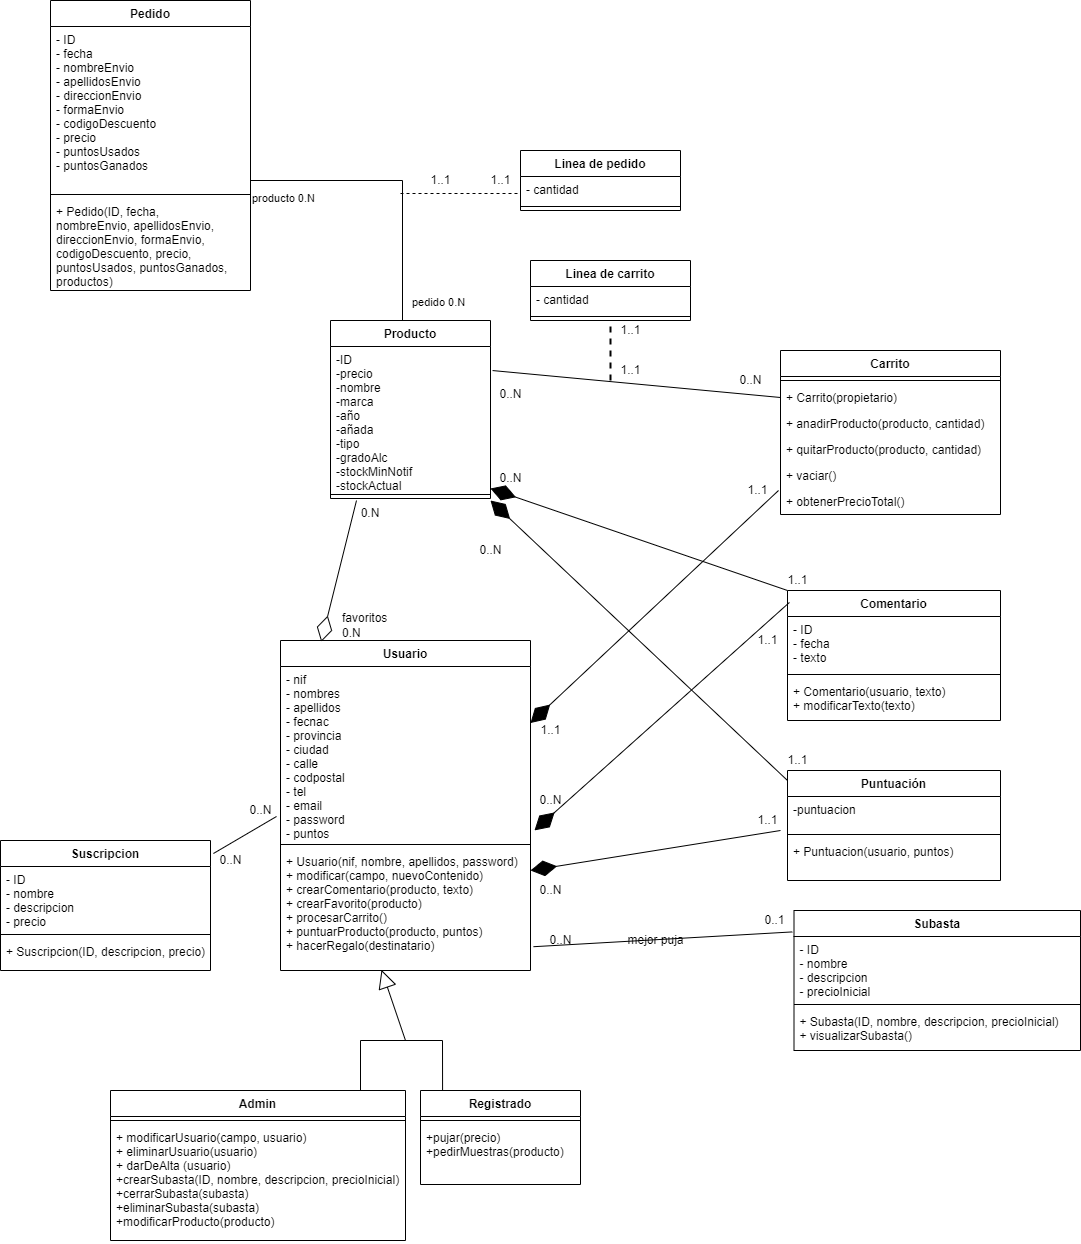 Pedido
- ID
- fecha
- nombreEnvio
- apellidosEnvio
- direccionEnvio
- formaEnvio
- codigoDescuento
- precio
- puntosUsados
- puntosGanados
+ Pedido(ID, fecha,
nombreEnvio, apellidosEnvio,
direccionEnvio, formaEnvio,
codigoDescuento, precio,
puntosUsados, puntosGanados,
productos)
producto 0.N
1..1
1..1
Linea de pedido
- cantidad
Linea de carrito
- cantidad
1..1
1..1
pedido 0.N
Producto
-ID
-precio
-nombre
-marca
-año
-añada
-tipo
-gradoAlc
-stockMinNotif
-stockActual
0..N
0..N
Carrito
+ Carrito(propietario)
+ anadirProducto(producto, cantidad)
+ quitarProducto(producto, cantidad)
+ vaciar()
+ obtenerPrecioTotal()
0..N
1..1
0.N
0..N
1..1
Comentario
- ID
- fecha
- texto
+ Comentario(usuario, texto)
+ modificarTexto(texto)
1..1
favoritos
0.N
Usuario
- nif
- nombres
- apellidos
- fecnac
- provincia
- ciudad
- calle
- codpostal
- tel
- email
- password
- puntos
+ Usuario(nif, nombre, apellidos, password)
+ modificar(campo, nuevoContenido)
+ crearComentario(producto, texto)
+ crearFavorito(producto)
+ procesarCarrito()
+ puntuarProducto(producto, puntos)
+ hacerRegalo(destinatario)
1..1
0..N
1..1
Puntuación
-puntuacion
+ Puntuacion(usuario, puntos)
1..1
0..N
0..N
0..N
Suscripcion
- ID
- nombre
- descripcion
- precio
+ Suscripcion(ID, descripcion, precio)
0..N
mejor puja
0..1
Subasta
- ID
- nombre
- descripcion
- precioInicial
+ Subasta(ID, nombre, descripcion, precioInicial)
+ visualizarSubasta()
Admin
+ modificarUsuario(campo, usuario)
+ eliminarUsuario(usuario)
+ darDeAlta (usuario)
+crearSubasta(ID, nombre, descripcion, precioInicial)
+cerrarSubasta(subasta)
+eliminarSubasta(subasta)
+modificarProducto(producto)
Registrado
+pujar(precio)
+pedirMuestras(producto)